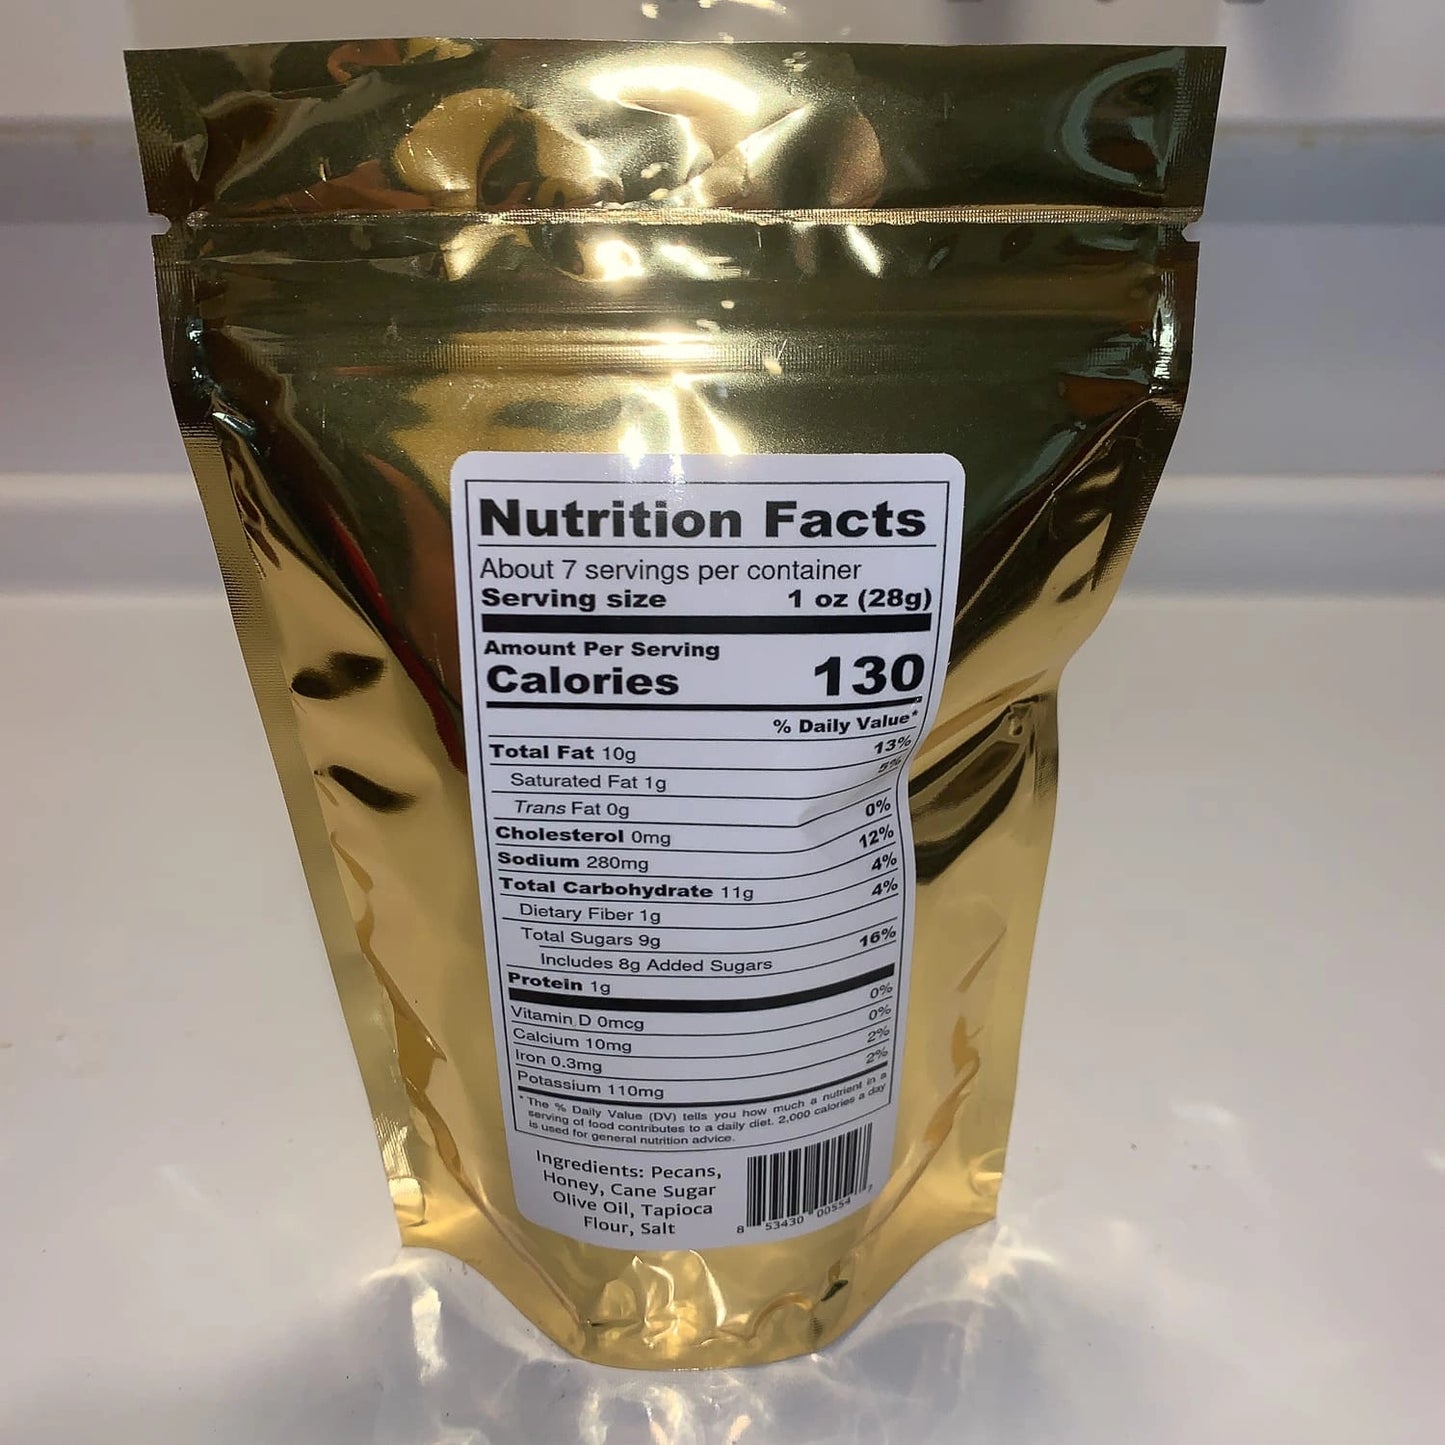 Nutrition Facts
About 7 servings per container
Serving size 1 oz (28g)
Amount Per Serving
Calories 130
% Daily Value*
Total Fat 10g 13%
Saturated Fat 1g 5%
Trans Fat 0g
Cholesterol 0mg 0%
Sodium 280mg 12%
Total Carbohydrate 11g 4%
Dietary Fiber 1g 4%
Total Sugars 9g
Includes 8g Added Sugars 16%
Protein 1g
Vitamin D 0mcg 0%
Calcium 10mg 0%
Iron 0.3mg 2%
Potassium 110mg 2%
* The % Daily Value (DV) tells you how much a nutrient in a
serving of food contributes to a daily diet. 2,000 calories a day
is used for general nutrition advice.
Ingredients: Pecans,
Honey, Cane Sugar
Olive Oil, Tapioca
Flour, Salt
8 53430 00554 7